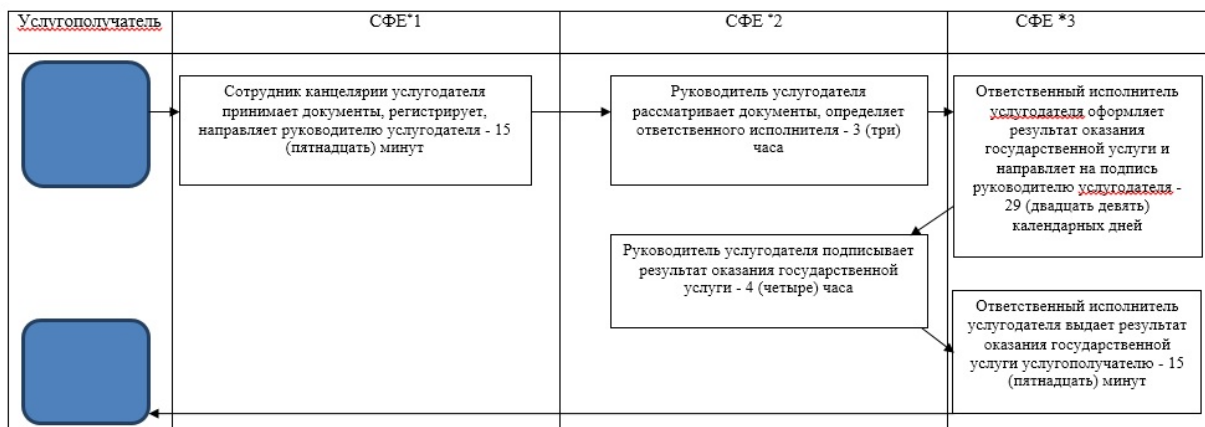 Услугополучатель
СФЕ*1
СФЕ *2
СФЕ *3
Сотрудник канцелярии услугодателя
принимает документы, регистрирует,
направляет руководителю услугодателя - 15
(пятнадцать) минут
Руководитель услугодателя
рассматривает документы, определяет
ответственного исполнителя - 3 (три)
часа
Ответственный исполнитель
услугодателя оформляет
результат оказания
государственной услуги и
направляет на подпись
руководителю услугодателя -
29 (двадцать девять)
календарных дней
Руководитель услугодателя подписывает
результат оказания государственной
услуги - 4 (четыре) часа
Ответственный исполнитель
услугодателя выдает результат
оказания государственной
услуги услугополучателю - 15
(пятнадцать) минут